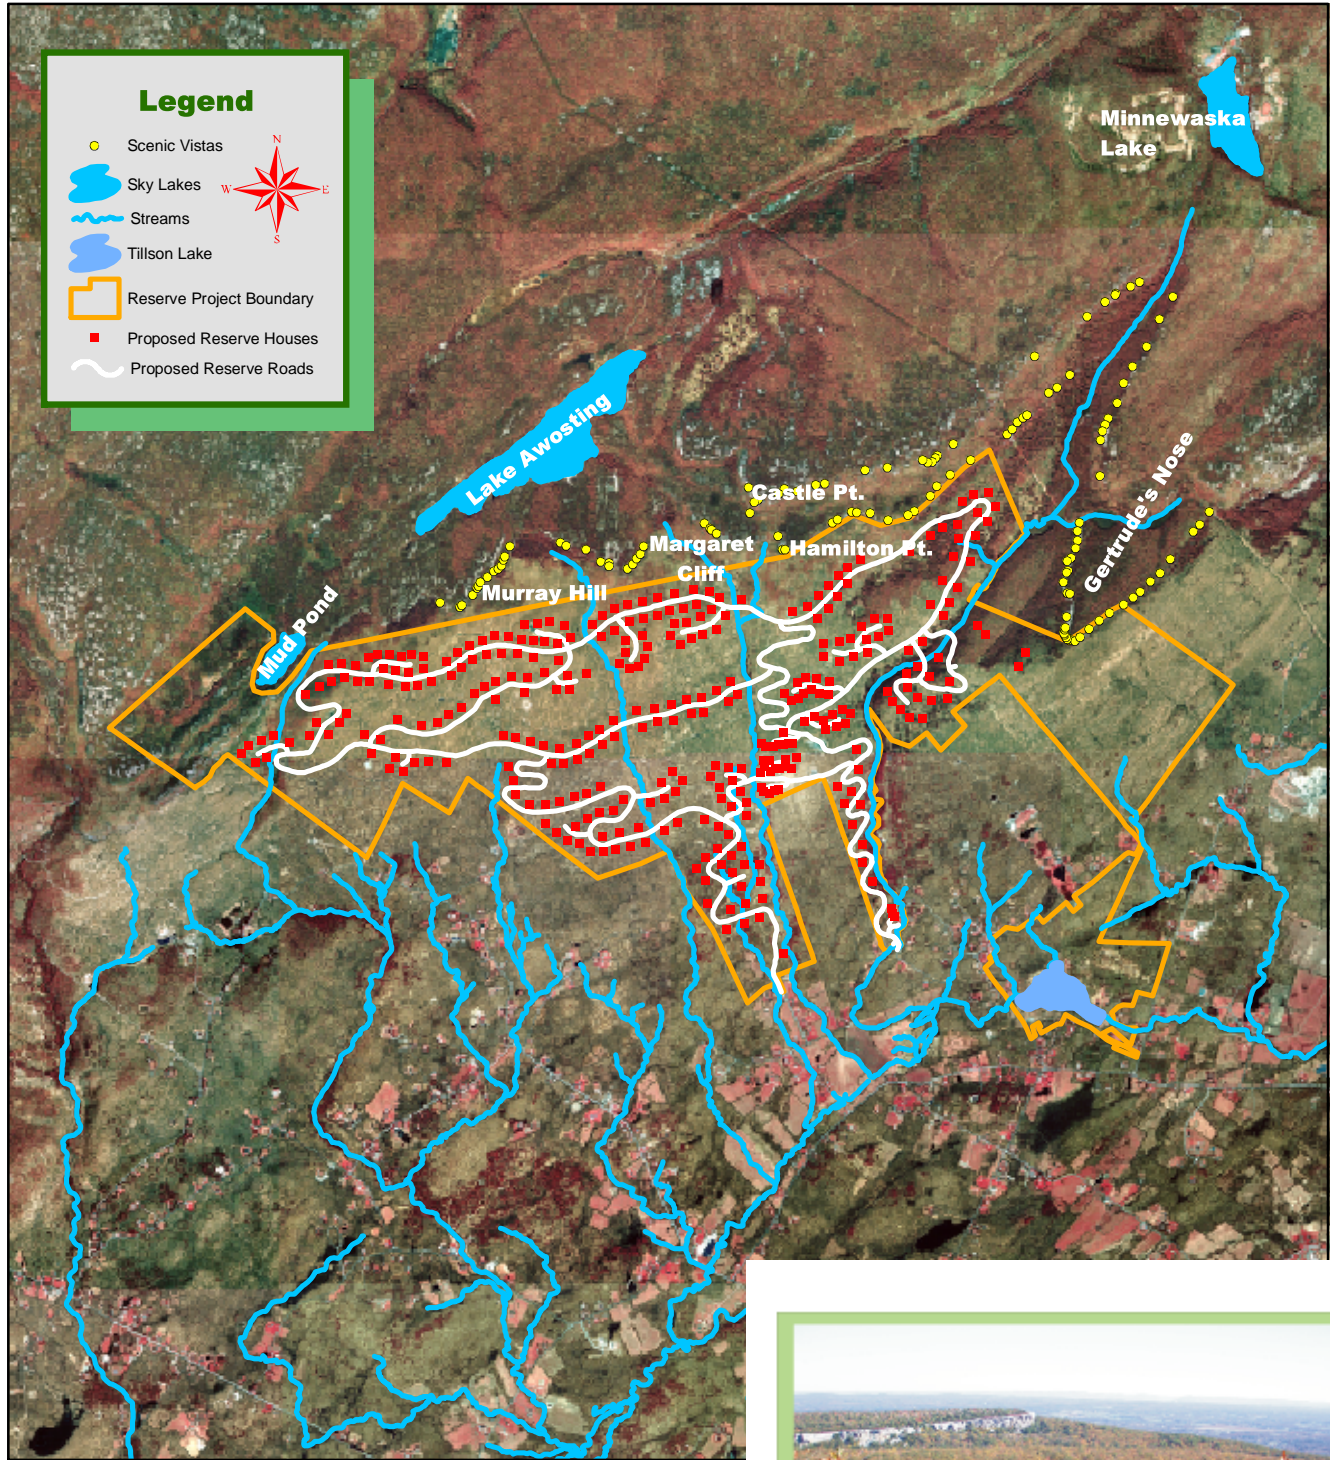 Legend
Scenic Vistas
Sky Lakes
Streams
Tillson Lake
Reserve Project Boundary
Proposed Reserve Houses
Proposed Reserve Roads
N
W
E
S
Minnewaska
Lake
Lake Awosting
Gertrude's Nose
Castle Pt.
Margaret
Cliff
Hamilton Pt.
Murray Hill
Mud Pond